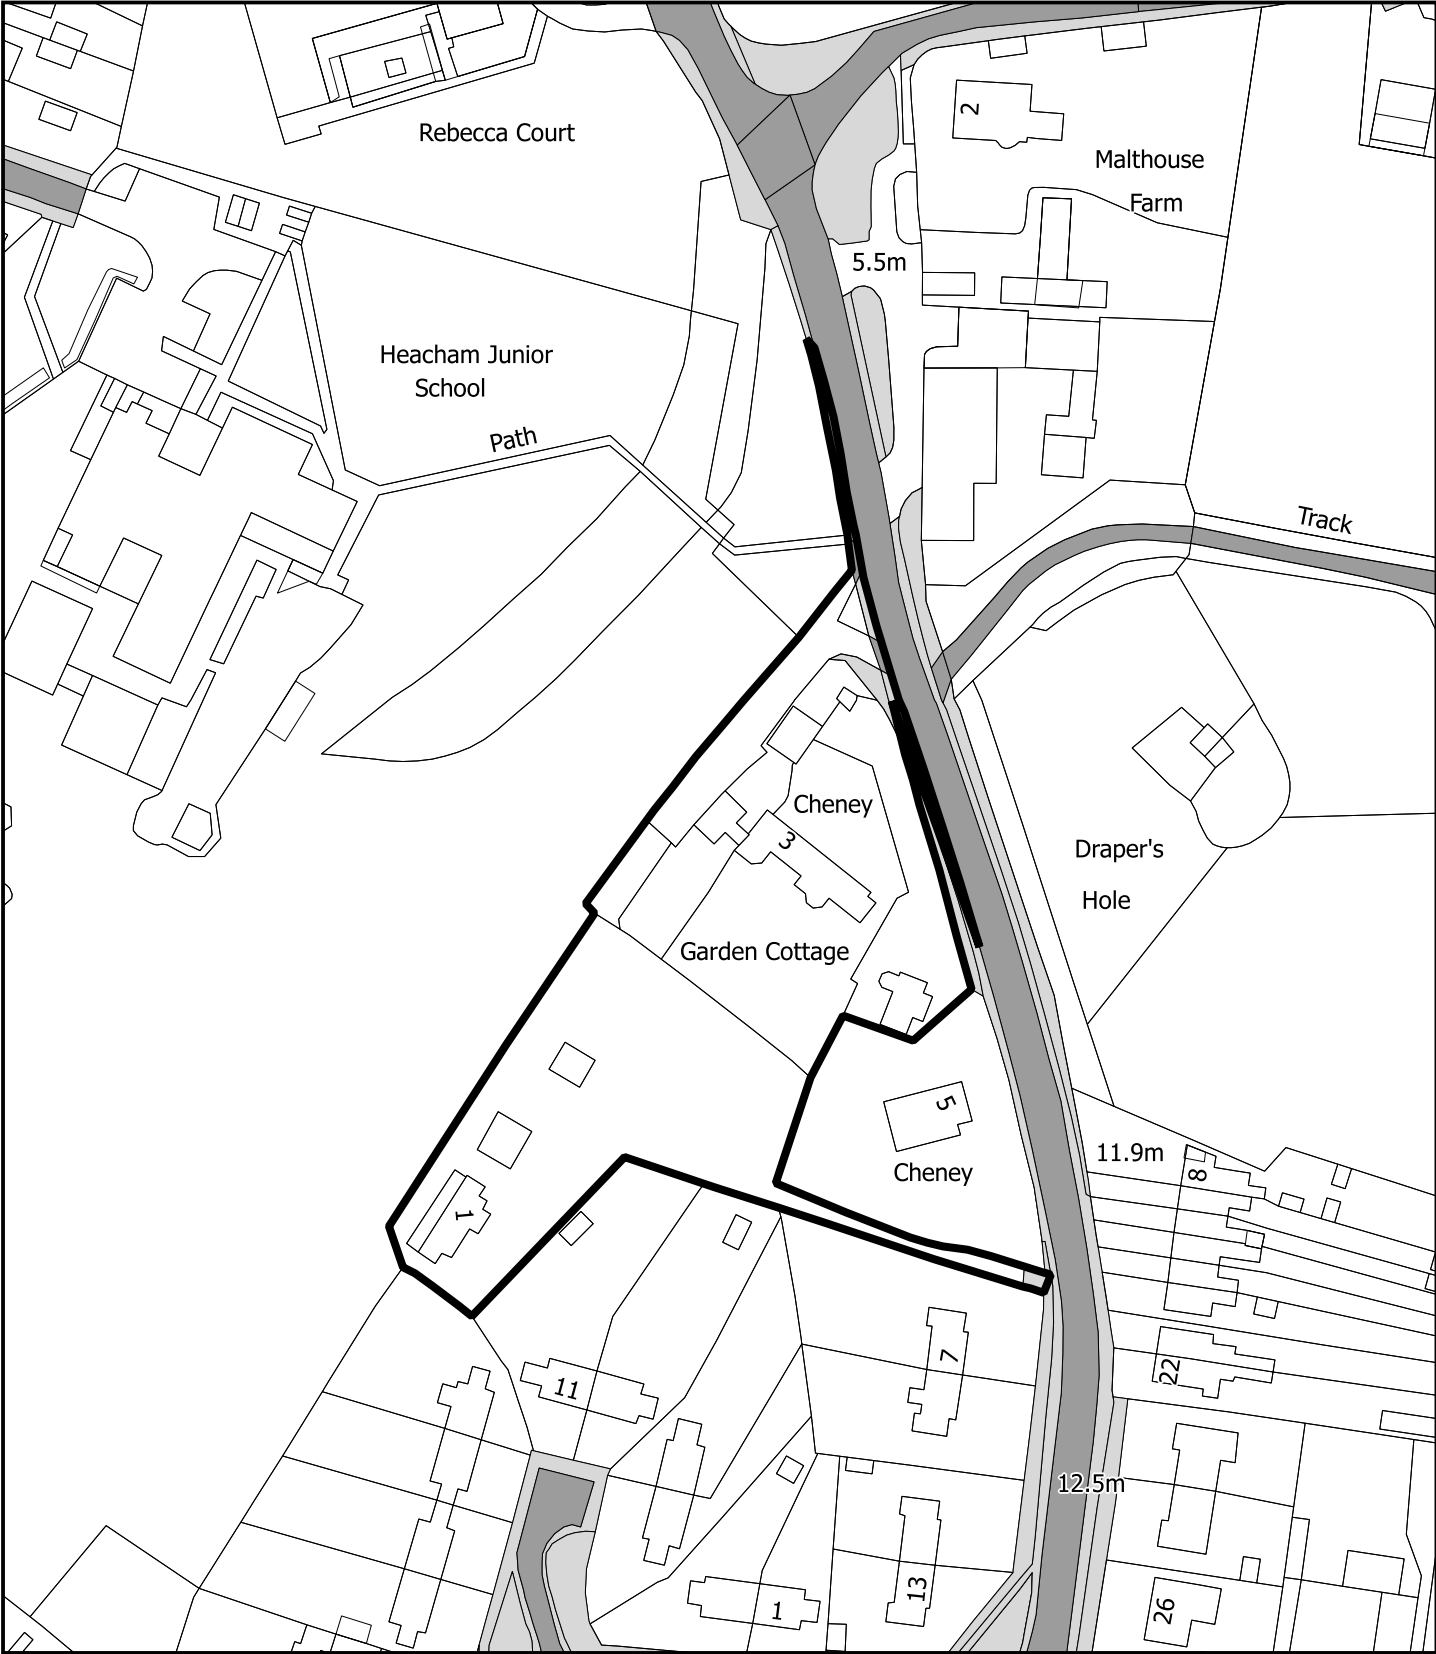 2
Rebecca Court
Malthouse
Farm
5.5m
Heacham Junior
School
Path
Track
Cheney
3
Draper's
Hole
Garden Cottage
5
11.9m
Cheney
8
1
7
22
11
12.5m
13
1
26